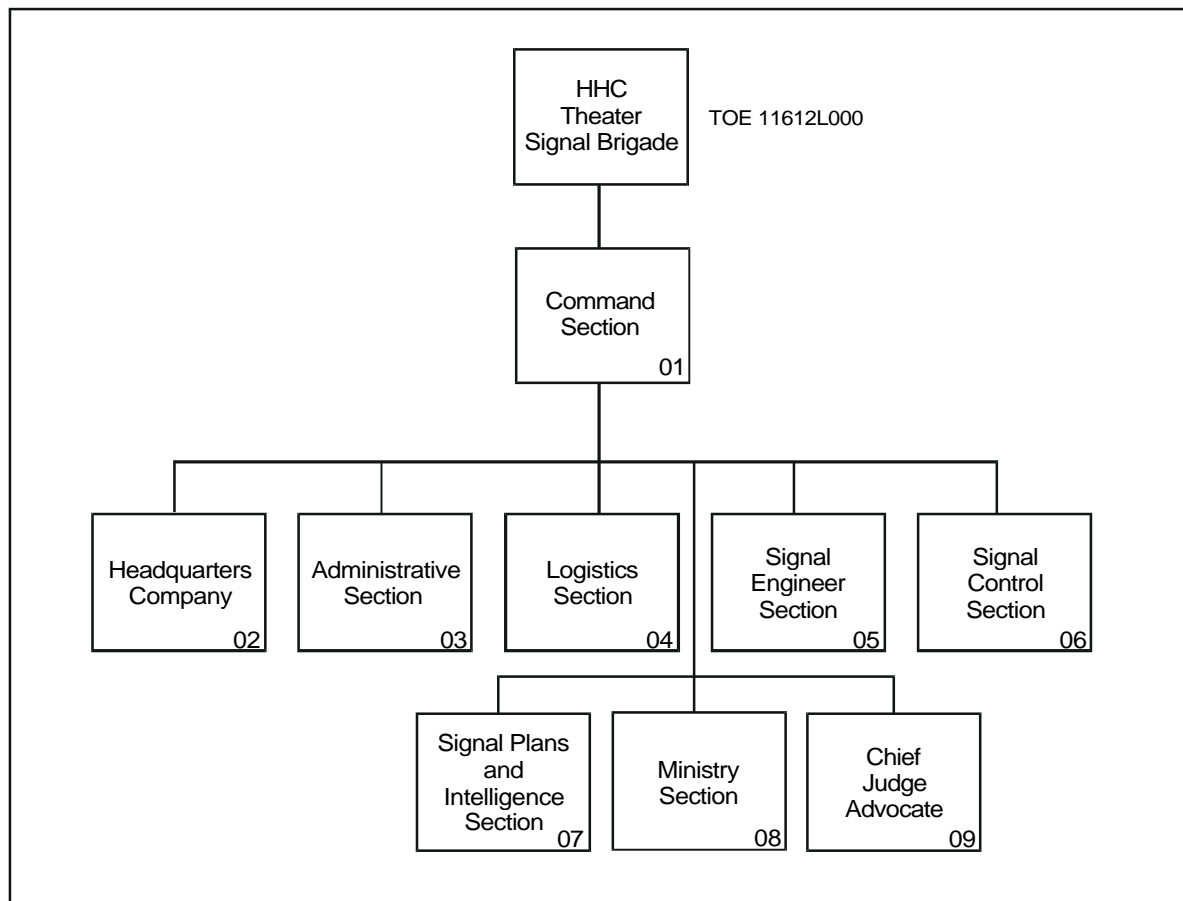 HHC
Theater
Signal Brigade
TOE 11612L000
Command
Section
01
Headquarters
Company
02
Administrative
Section
03
Logistics
Section
04
Signal
Engineer
Section
05
Signal
Control
Section
06
Signal Plans
and
Intelligence
Section
07
Ministry
Section
08
Chief
Judge
Advocate
09